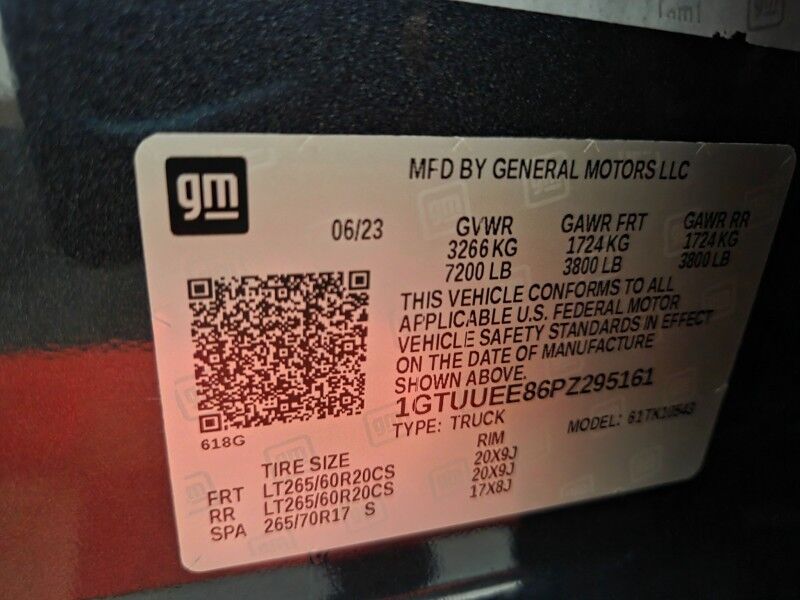 gm
MFD BY GENERAL MOTORS LLC
06/23
GVWR GAWR FRT GAWR RR
3266 KG 1724 KG 1724 KG
7200 LB 3800 LB 3800 LB
THIS VEHICLE CONFORMS TO ALL
APPLICABLE U.S. FEDERAL MOTOR
VEHICLE SAFETY STANDARDS IN EFFECT
ON THE DATE OF MANUFACTURE
SHOWN ABOVE.
1GTUUEE86PZ295161
TYPE: TRUCK MODEL: 61TK10543
618G
TIRE SIZE RIM
FRT LT265/60R20CS 20X9J
RR LT265/60R20CS 20X9J
SPA 265/70R17 S 17X8J